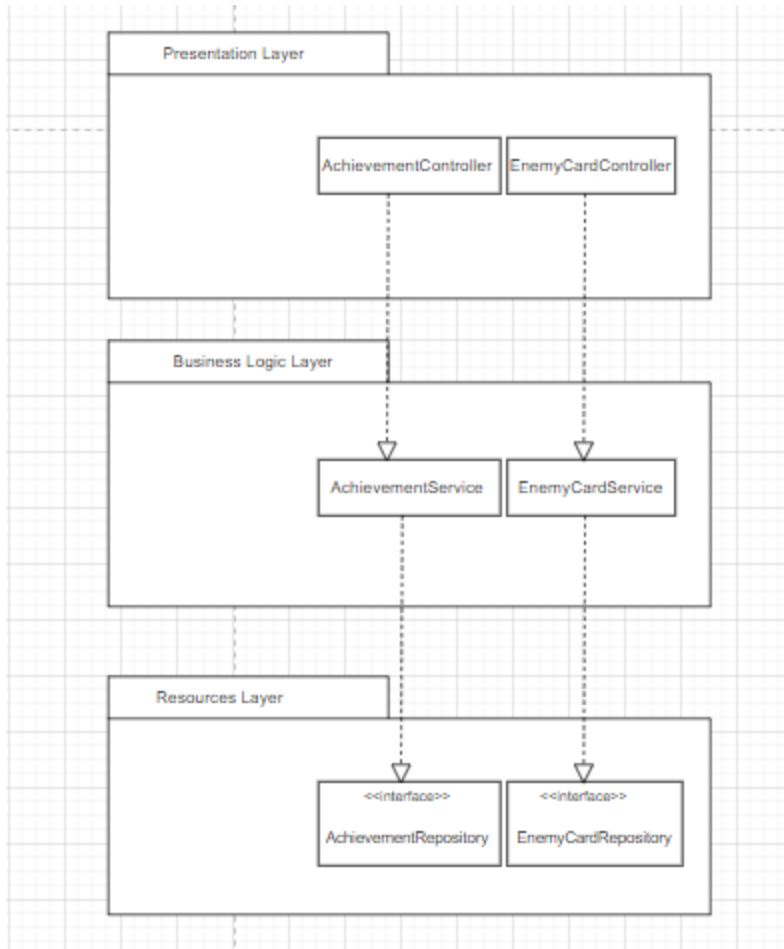 Presentation Layer
AchievementController
EnemyCardController
Business Logic Layer
AchievementService
EnemyCardService
Resources Layer
<<interface>>
AchievementRepository
<<interface>>
EnemyCardRepository